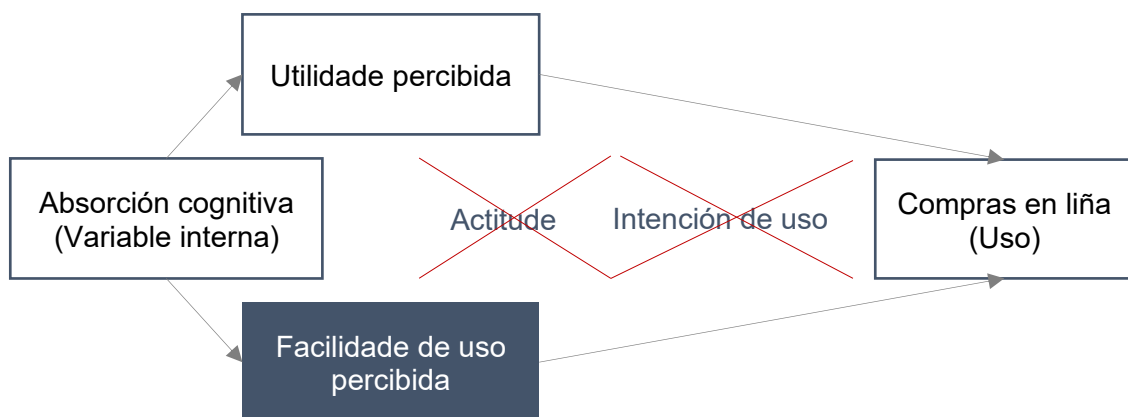 Utilidade percibida
Absorción cognitiva
(Variable interna)
Actitude
Intención de uso
Compras en liña
(Uso)
Facilidade de uso
percibida